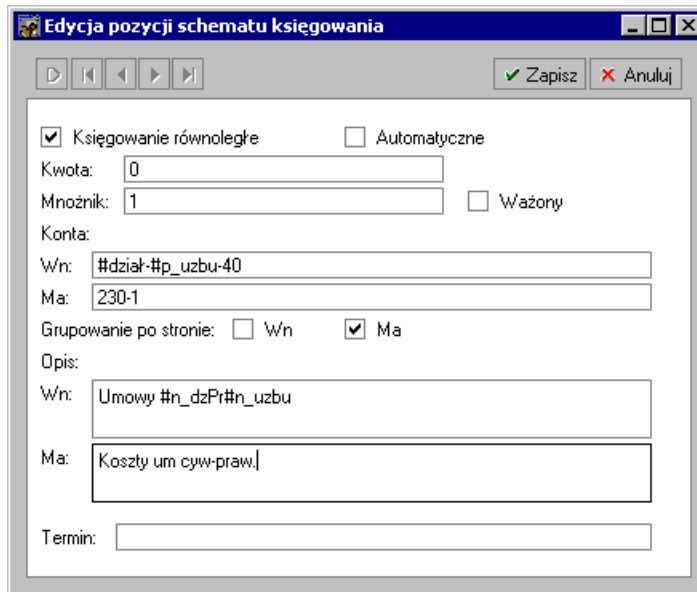 Edycja pozycji schematu księgowania
Zapisz Anuluj
Księgowanie równoległe Automatyczne
Kwota: 0
Mnożnik: 1 Ważony
Konta:
Wn: #dział-#p_uzbu-40
Ma: 230-1
Grupowanie po stronie: Wn Ma
Opis:
Wn: Umowy #n_dzPr#n_uzbu
Ma: Koszty um cyw-praw.
Termin: